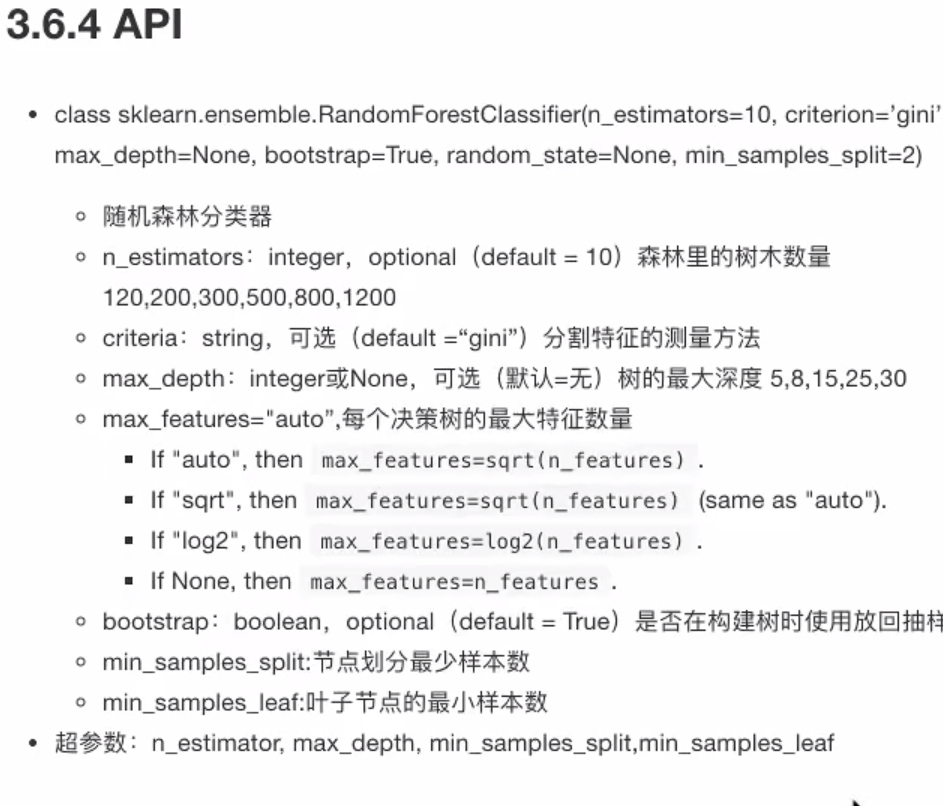 3.6.4 API
• class sklearn.ensemble.RandomForestClassifier(n_estimators=10, criterion=’gini’
max_depth=None, bootstrap=True, random_state=None, min_samples_split=2)
◦ 随机森林分类器
◦ n_estimators：integer，optional（default = 10）森林里的树木数量
120,200,300,500,800,1200
◦ criteria：string，可选（default =“gini”）分割特征的测量方法
◦ max_depth：integer或None，可选（默认=无）树的最大深度 5,8,15,25,30
◦ max_features="auto”,每个决策树的最大特征数量
▪ If "auto", then max_features=sqrt(n_features) .
▪ If "sqrt", then max_features=sqrt(n_features) (same as "auto").
▪ If "log2", then max_features=log2(n_features) .
▪ If None, then max_features=n_features .
◦ bootstrap：boolean，optional（default = True）是否在构建树时使用放回抽样
◦ min_samples_split:节点划分最少样本数
◦ min_samples_leaf:叶子节点的最小样本数
• 超参数：n_estimator, max_depth, min_samples_split,min_samples_leaf